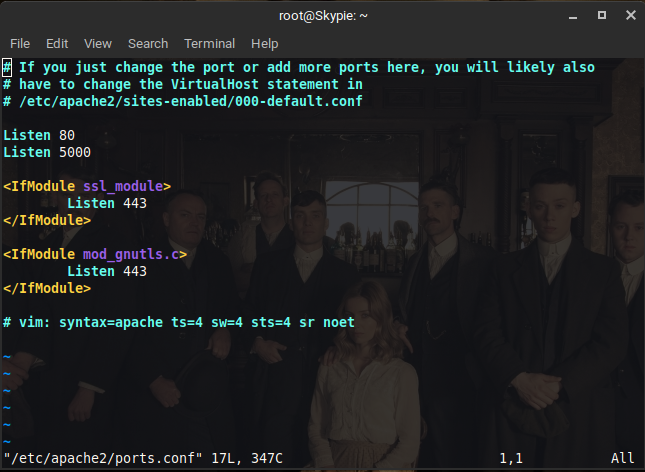 root@Skypie: ~
File Edit View Search Terminal Help
# If you just change the port or add more ports here, you will likely also
# have to change the VirtualHost statement in
# /etc/apache2/sites-enabled/000-default.conf
Listen 80
Listen 5000
<IfModule ssl_module>
        Listen 443
</IfModule>
<IfModule mod_gnutls.c>
        Listen 443
</IfModule>
# vim: syntax=apache ts=4 sw=4 sts=4 sr noet
~
~
~
~
~
~
"/etc/apache2/ports.conf" 17L, 347C 1,1 All